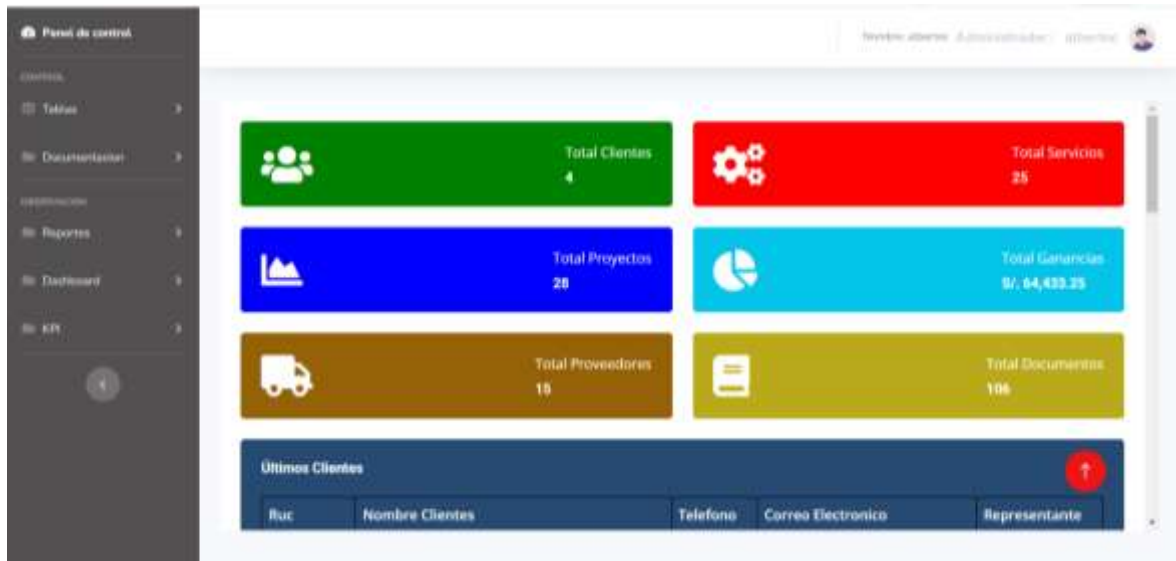 Panel de control
CONTROL
Tablas
Documentacion
Reportes
Dashboard
KPI
Total Clientes
4
Total Servicios
25
Total Proyectos
28
Total Ganancias
S/. 64,433.25
Total Proveedores
15
Total Documentos
106
Últimos Clientes
Ruc Nombre Clientes Telefono Correo Electronico Representante